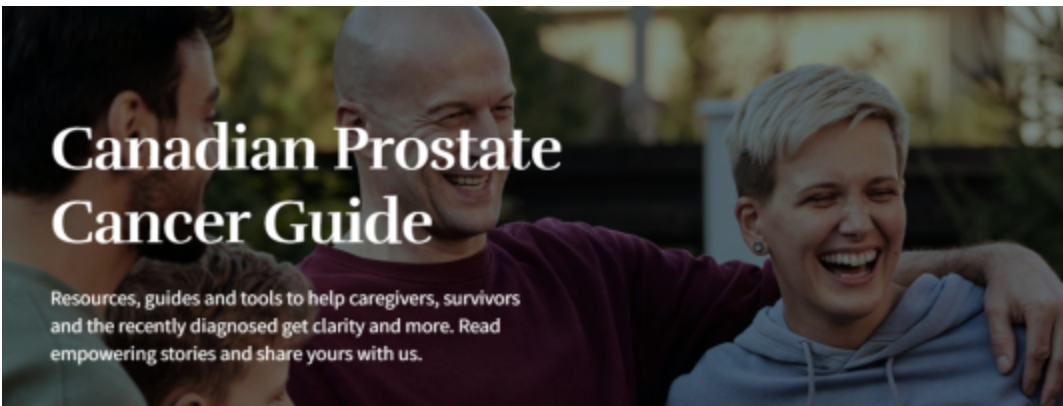 Canadian Prostate
Cancer Guide
Resources, guides and tools to help caregivers, survivors
and the recently diagnosed get clarity and more. Read
empowering stories and share yours with us.